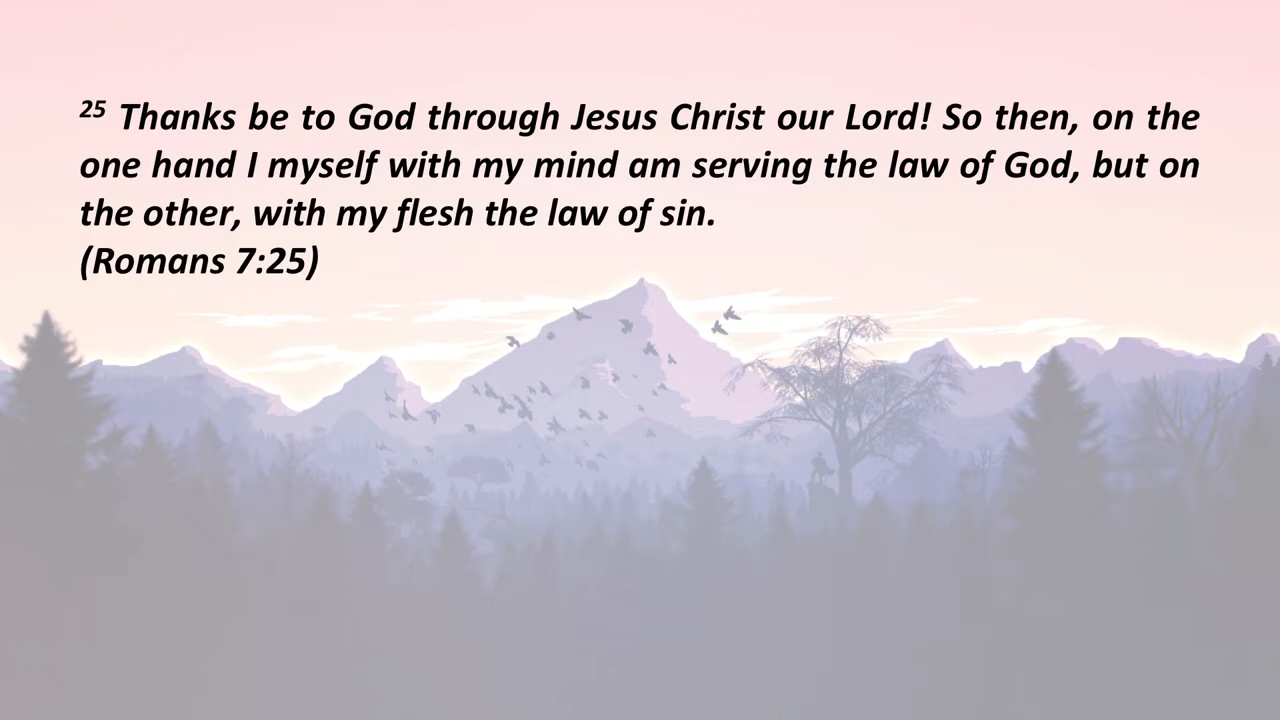 25 Thanks be to God through Jesus Christ our Lord! So then, on the
one hand I myself with my mind am serving the law of God, but on
the other, with my flesh the law of sin.
(Romans 7:25)